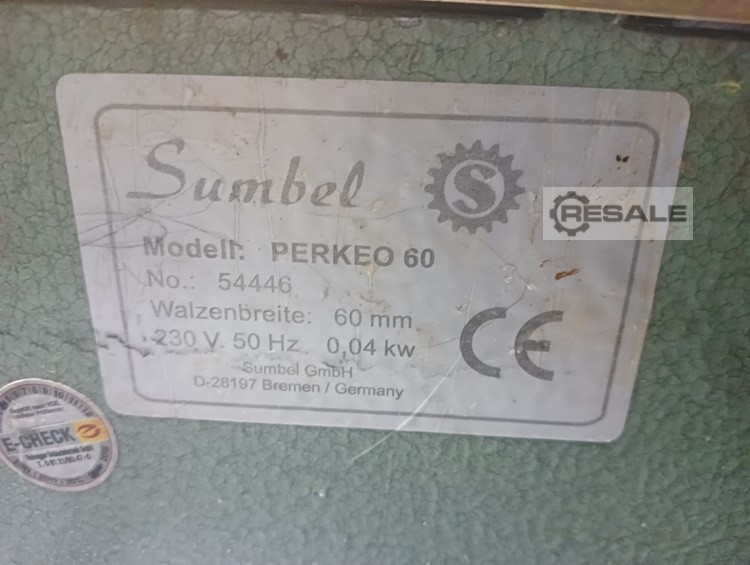 Sumbel
S
RESALE
Modell: PERKEO 60
No.: 54446
Walzenbreite: 60 mm
230 V. 50 Hz 0,04 kw
CE
Sumbel GmbH
D-28197 Bremen / Germany
E-CHECK